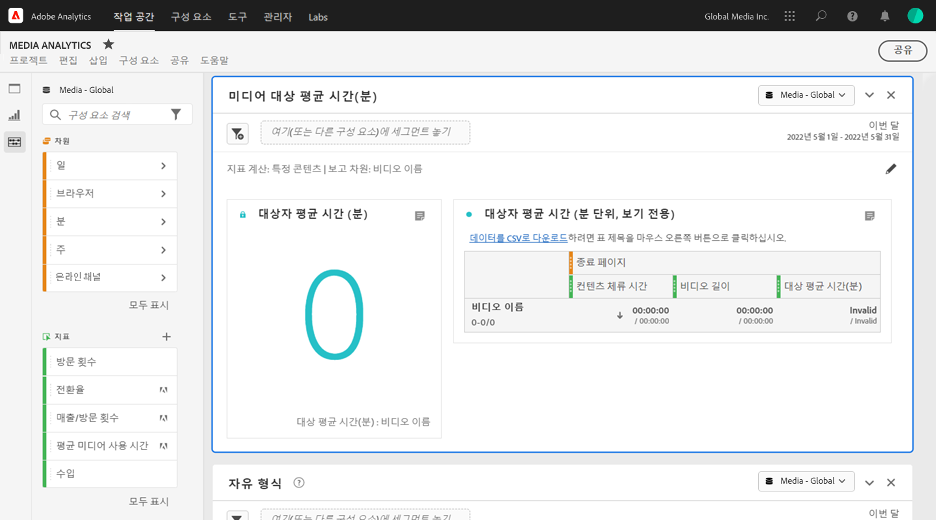 Adobe Analytics 작업 공간 구성 요소 도구 관리자 Labs Global Media Inc.
MEDIA ANALYTICS
프로젝트 편집 삽입 구성 요소 공유 도움말
공유
Media - Global
구성 요소 검색
차원
일
브라우저
분
주
온라인 채널
모두 표시
지표
방문 횟수
전환율
매출/방문 횟수
평균 미디어 사용 시간
수입
모두 표시
미디어 대상 평균 시간(분)
Media - Global
여기(또는 다른 구성 요소)에 세그먼트 놓기
이번 달
2022년 5월 1일 - 2022년 5월 31일
지표 계산: 특정 콘텐츠 | 보고 차원: 비디오 이름
대상자 평균 시간 (분)
0
대상 평균 시간(분) : 비디오 이름
대상자 평균 시간 (분 단위, 보기 전용)
데이터를 CSV로 다운로드하려면 표 제목을 마우스 오른쪽 버튼으로 클릭하십시오.
종료 페이지
컨텐츠 체류 시간 비디오 길이 대상 평균 시간(분)
비디오 이름
0-0/0
00:00:00 00:00:00 Invalid
/ 00:00:00 / 00:00:00 / Invalid
자유 형식
Media - Global
여기(또는 다른 구성 요소)에 세그먼트 놓기
이번 달